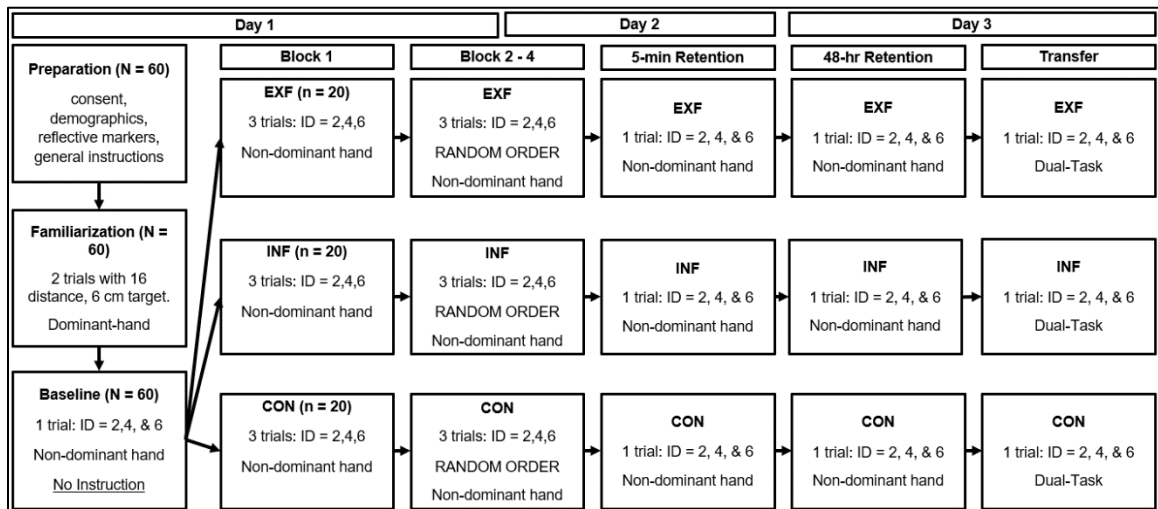 Day 1
Day 2
Day 3
Preparation (N = 60)
consent,
demographics,
reflective markers,
general instructions
Familiarization (N =
60)
2 trials with 16
distance, 6 cm target.
Dominant-hand
Baseline (N = 60)
1 trial: ID = 2,4, & 6
Non-dominant hand
No Instruction
Block 1
Block 2 - 4
5-min Retention
48-hr Retention
Transfer
EXF (n = 20)
3 trials: ID = 2,4,6
Non-dominant hand
EXF
3 trials: ID = 2,4,6
RANDOM ORDER
Non-dominant hand
EXF
1 trial: ID = 2, 4, & 6
Non-dominant hand
EXF
1 trial: ID = 2, 4, & 6
Non-dominant hand
EXF
1 trial: ID = 2, 4, & 6
Dual-Task
INF (n = 20)
3 trials: ID = 2,4,6
Non-dominant hand
INF
3 trials: ID = 2,4,6
RANDOM ORDER
Non-dominant hand
INF
1 trial: ID = 2, 4, & 6
Non-dominant hand
INF
1 trial: ID = 2, 4, & 6
Non-dominant hand
INF
1 trial: ID = 2, 4, & 6
Dual-Task
CON (n = 20)
3 trials: ID = 2,4,6
Non-dominant hand
CON
3 trials: ID = 2,4,6
RANDOM ORDER
Non-dominant hand
CON
1 trial: ID = 2, 4, & 6
Non-dominant hand
CON
1 trial: ID = 2, 4, & 6
Non-dominant hand
CON
1 trial: ID = 2, 4, & 6
Dual-Task